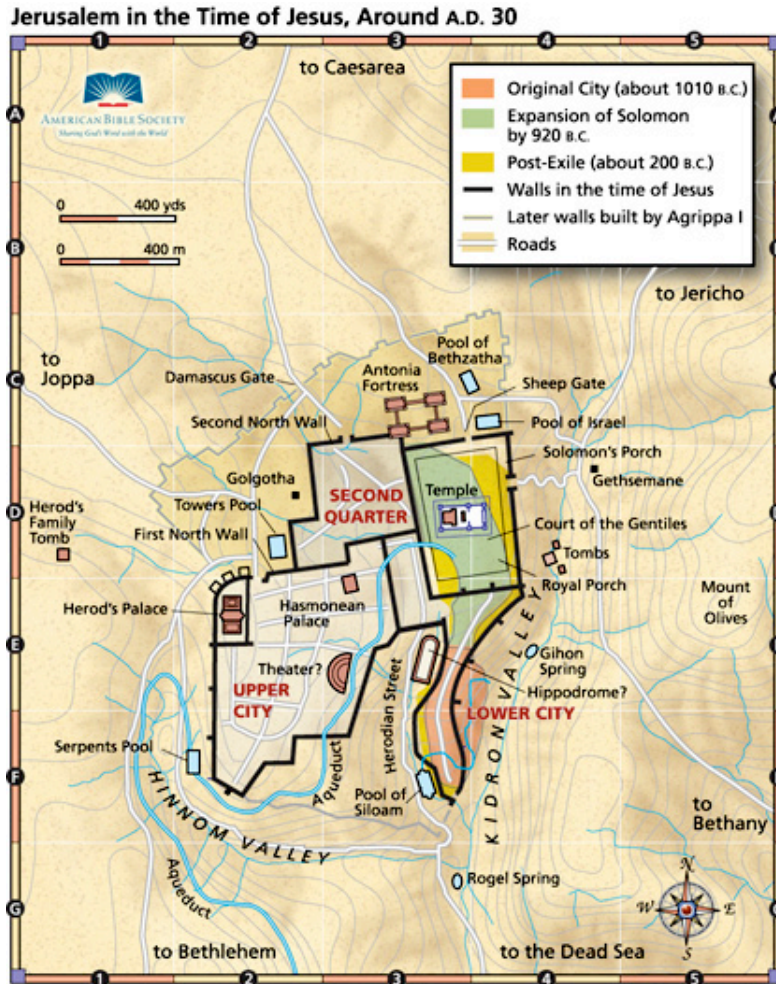 Jerusalem in the Time of Jesus, Around A.D. 30
1 2 3 4 5
to Caesarea
AMERICAN BIBLE SOCIETY
Sharing God's Word with the World
Original City (about 1010 B.C.)
Expansion of Solomon
by 920 B.C.
Post-Exile (about 200 B.C.)
Walls in the time of Jesus
Later walls built by Agrippa I
Roads
A
0 400 yds
0 400 m
B
to Jericho
to
Joppa
C
Damascus Gate
Antonia
Fortress
Pool of
Bethzatha
Sheep Gate
Second North Wall
Pool of Israel
Solomon's Porch
Golgotha
Gethsemane
SECOND
QUARTER
Temple
Towers Pool
D
Herod's
Family
Tomb
First North Wall
Court of the Gentiles
Tombs
Royal Porch
Herod's Palace
Hasmonean
Palace
Mount
of
Olives
E
Theater?
Gihon
Spring
Hippodrome?
UPPER
CITY
LOWER CITY
Herodian Street
KIDRON VALLEY
Serpents Pool
Aqueduct
F
Pool of
Siloam
HINNOM VALLEY
to
Bethany
Rogel Spring
Aqueduct
G
N
W E
S
to Bethlehem
to the Dead Sea
1 2 3 4 5